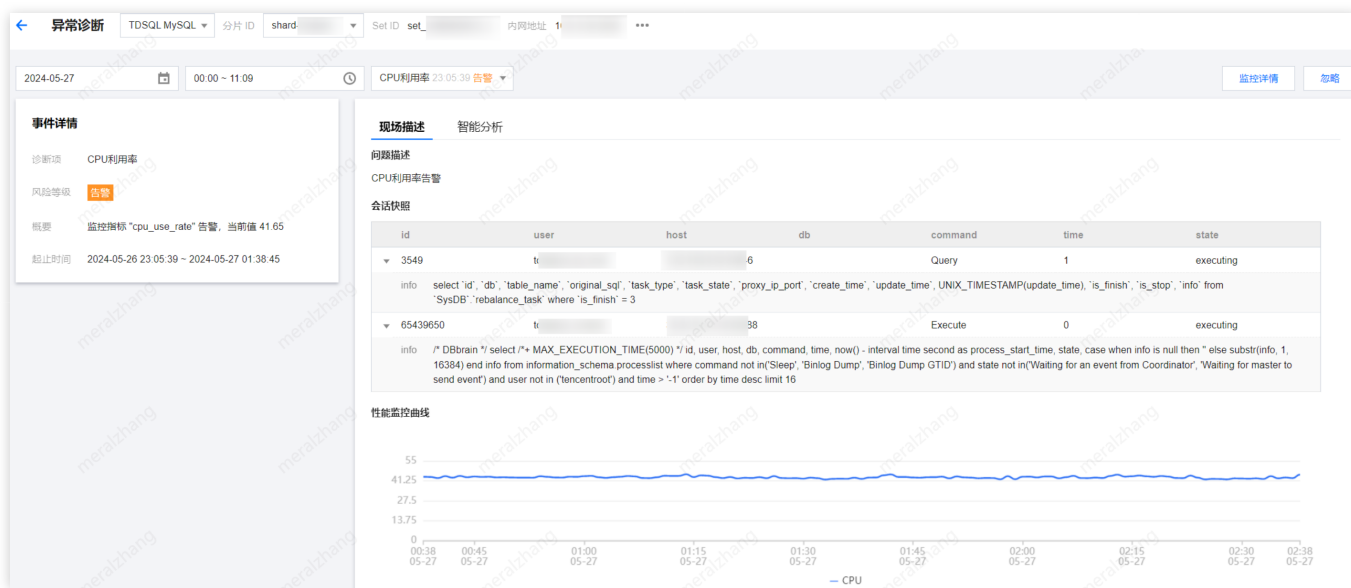 异常诊断 TDSQL MySQL 分片 ID shard- Set ID set_ 内网地址 1
2024-05-27 00:00 ~ 11:09 CPU利用率 23:05:39 告警 监控详情 忽略
事件详情
诊断项 CPU利用率
风险等级 告警
概要 监控指标 "cpu_use_rate" 告警，当前值 41.65
起止时间 2024-05-26 23:05:39 ~ 2024-05-27 01:38:45
现场描述 智能分析
问题描述
CPU利用率告警
会话快照
id user host db command time state
3549 Query 1 executing
info select `id`, `db`, `table_name`, `original_sql`, `task_type`, `task_state`, `proxy_ip_port`, `create_time`, `update_time`, UNIX_TIMESTAMP(update_time), `is_finish`, `is_stop`, `info` from
`SysDB`.`rebalance_task` where `is_finish` = 3
65439650 Execute 0 executing
info /* DBbrain */ select /*+ MAX_EXECUTION_TIME(5000) */ id, user, host, db, command, time, now() - interval time second as process_start_time, state, case when info is null then '' else substr(info, 1,
16384) end info from information_schema.processlist where command not in('Sleep', 'Binlog Dump', 'Binlog Dump GTID') and state not in('Waiting for an event from Coordinator', 'Waiting for master to
send event') and user not in ('tencentroot') and time > '-1' order by time desc limit 16
性能监控曲线
55
41.25
27.5
13.75
0
00:38 00:45 01:00 01:15 01:30 01:45 02:00 02:15 02:30 02:38
05-27 05-27 05-27 05-27 05-27 05-27 05-27 05-27 05-27 05-27
CPU
meralzhang